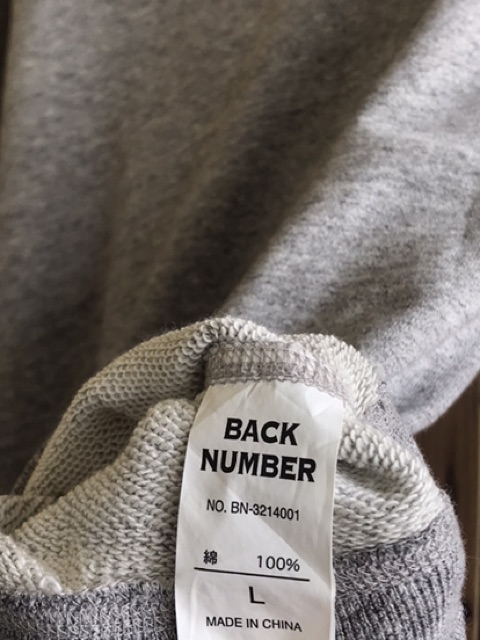 BACK
NUMBER
NO. BN-3214001
綿 100%
L
MADE IN CHINA